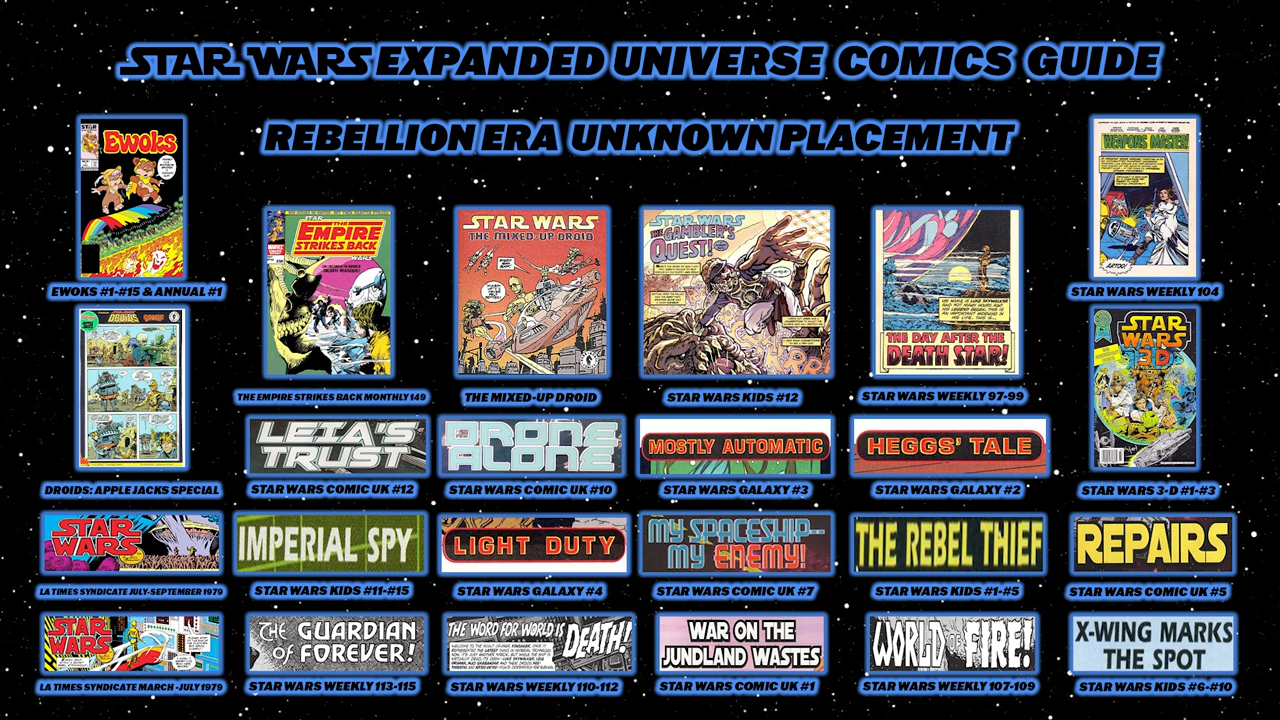 STAR WARS EXPANDED UNIVERSE COMICS GUIDE
REBELLION ERA UNKNOWN PLACEMENT
Ewoks
EWOKS #1-#15 & ANNUAL #1
DROIDS
DROIDS: APPLE JACKS SPECIAL
STAR
THE EMPIRE
STRIKES BACK
WARS
THE EMPIRE STRIKES BACK MONTHLY 149
STAR WARS
THE MIXED-UP DROID
THE MIXED-UP DROID
STAR WARS
THE GAMBLER'S
QUEST!
STAR WARS KIDS #12
THE DAY AFTER THE
DEATH STAR!
STAR WARS WEEKLY 97-99
WEAPONS MASTER!
ARTOO!
STAR WARS WEEKLY 104
STAR
WARS
3-D
STAR WARS 3-D #1-#3
LEIA'S
TRUST
STAR WARS COMIC UK #12
DRONE
ALONE
STAR WARS COMIC UK #10
MOSTLY AUTOMATIC
STAR WARS GALAXY #3
HEGGS' TALE
STAR WARS GALAXY #2
STAR
WARS
LA TIMES SYNDICATE JULY-SEPTEMBER 1979
IMPERIAL SPY
STAR WARS KIDS #11-#15
LIGHT DUTY
STAR WARS GALAXY #4
MY SPACESHIP--
MY ENEMY!
STAR WARS COMIC UK #7
THE REBEL THIEF
STAR WARS KIDS #1-#5
REPAIRS
STAR WARS COMIC UK #5
STAR
WARS
LA TIMES SYNDICATE MARCH -JULY 1979
THE GUARDIAN
OF FOREVER!
STAR WARS WEEKLY 113-115
THE WORD FOR WORLD IS DEATH!
STAR WARS WEEKLY 110-112
WAR ON THE
JUNDLAND WASTES
STAR WARS COMIC UK #1
WORLD OF FIRE!
STAR WARS WEEKLY 107-109
X-WING MARKS
THE SPOT
STAR WARS KIDS #6-#10